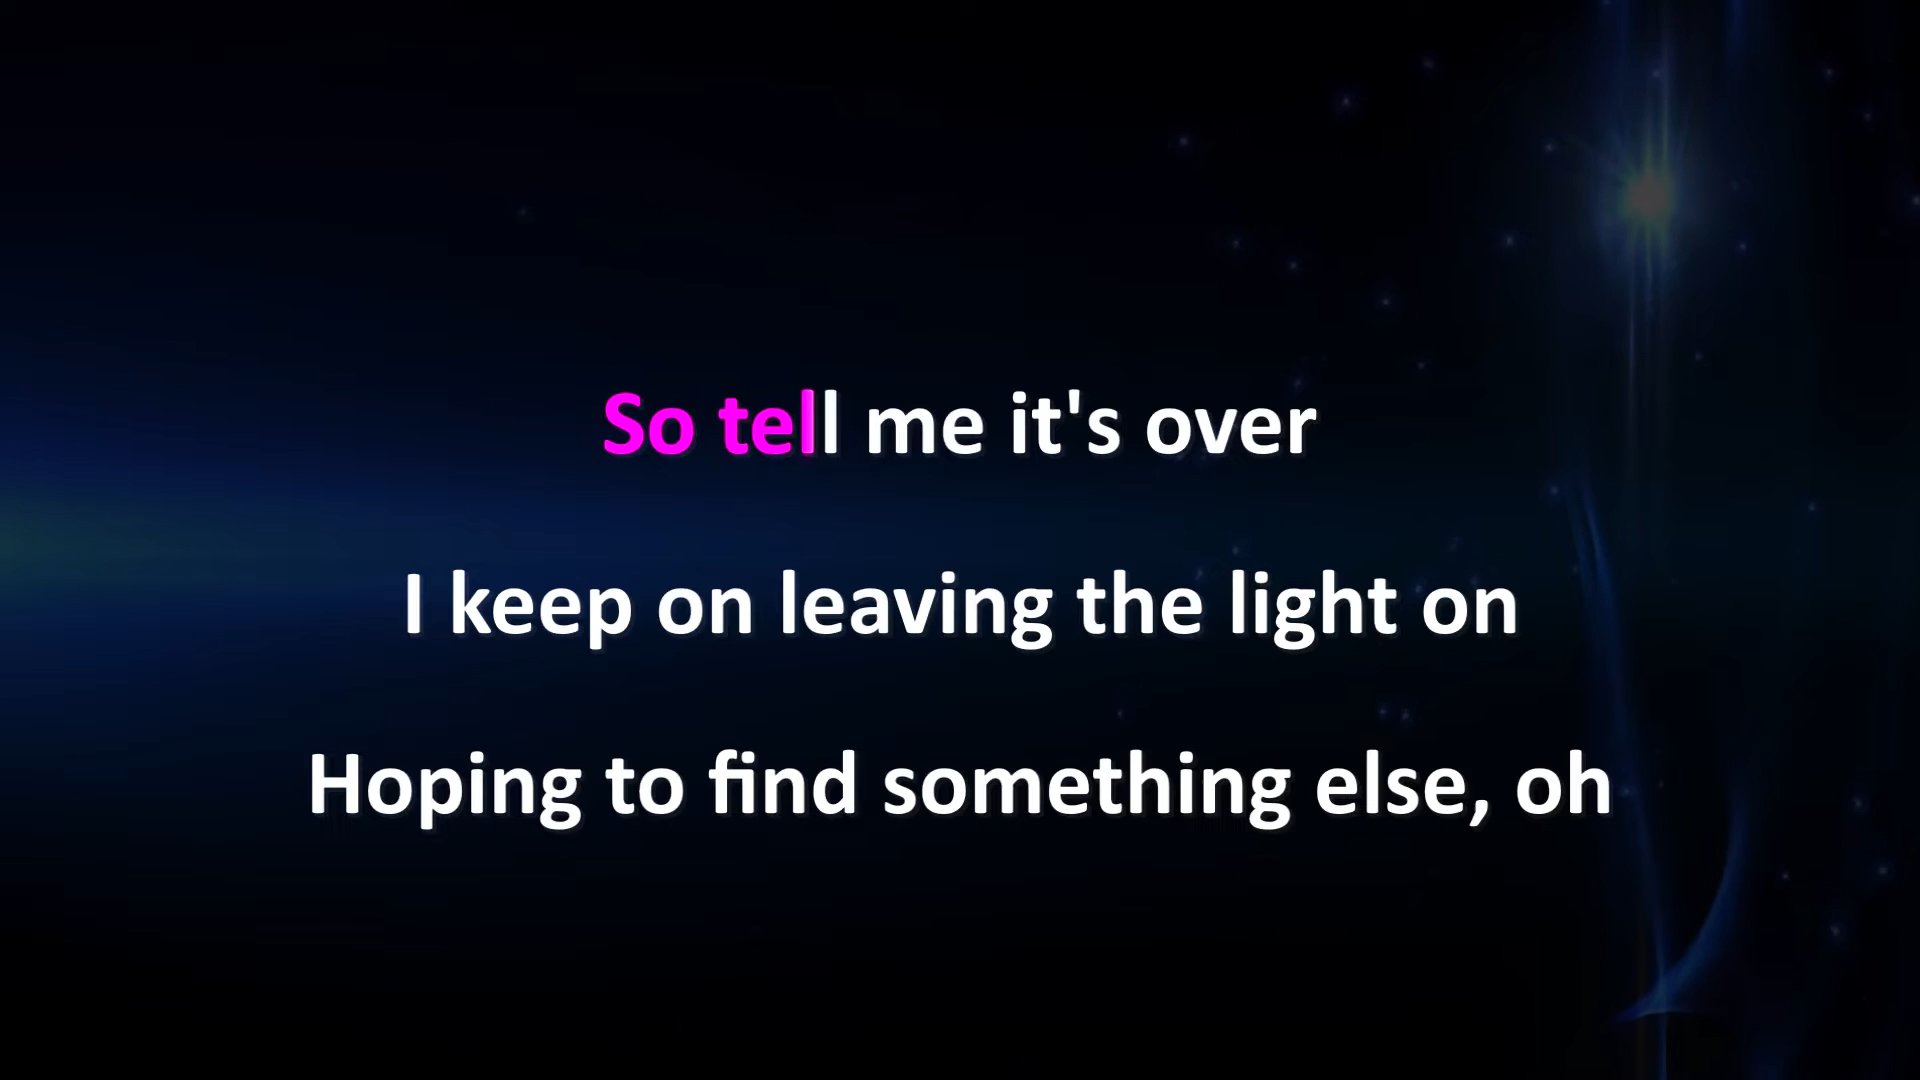 So tell me it's over
I keep on leaving the light on
Hoping to find something else, oh